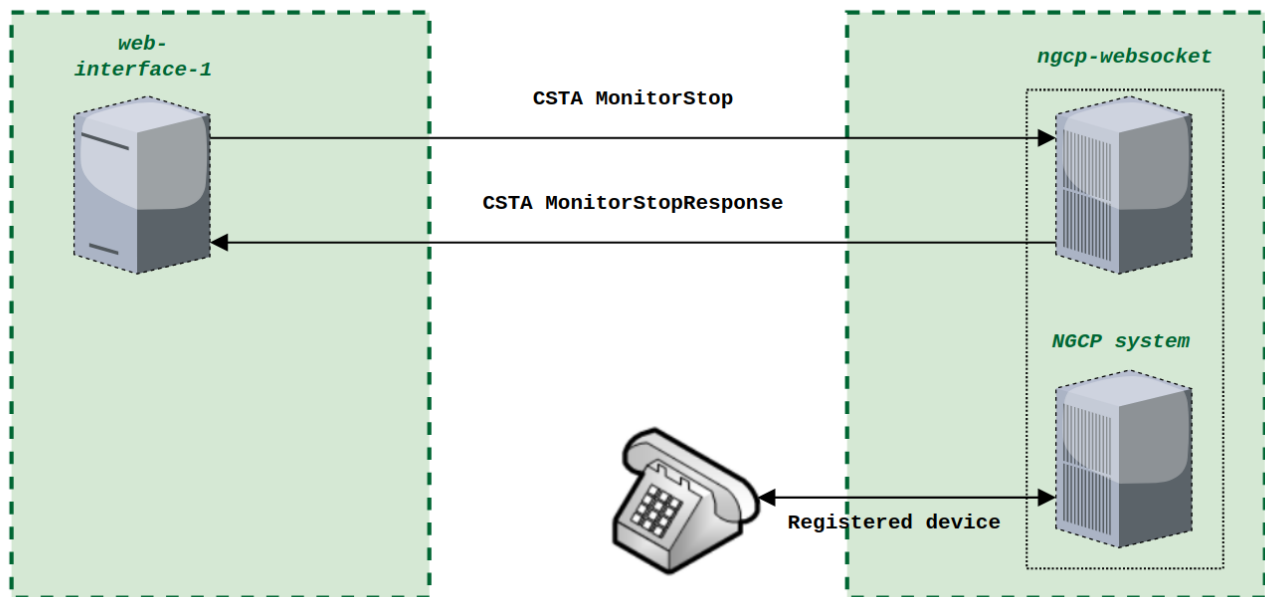 web-
interface-1
ngcp-websocket
CSTA MonitorStop
CSTA MonitorStopResponse
NGCP system
Registered device